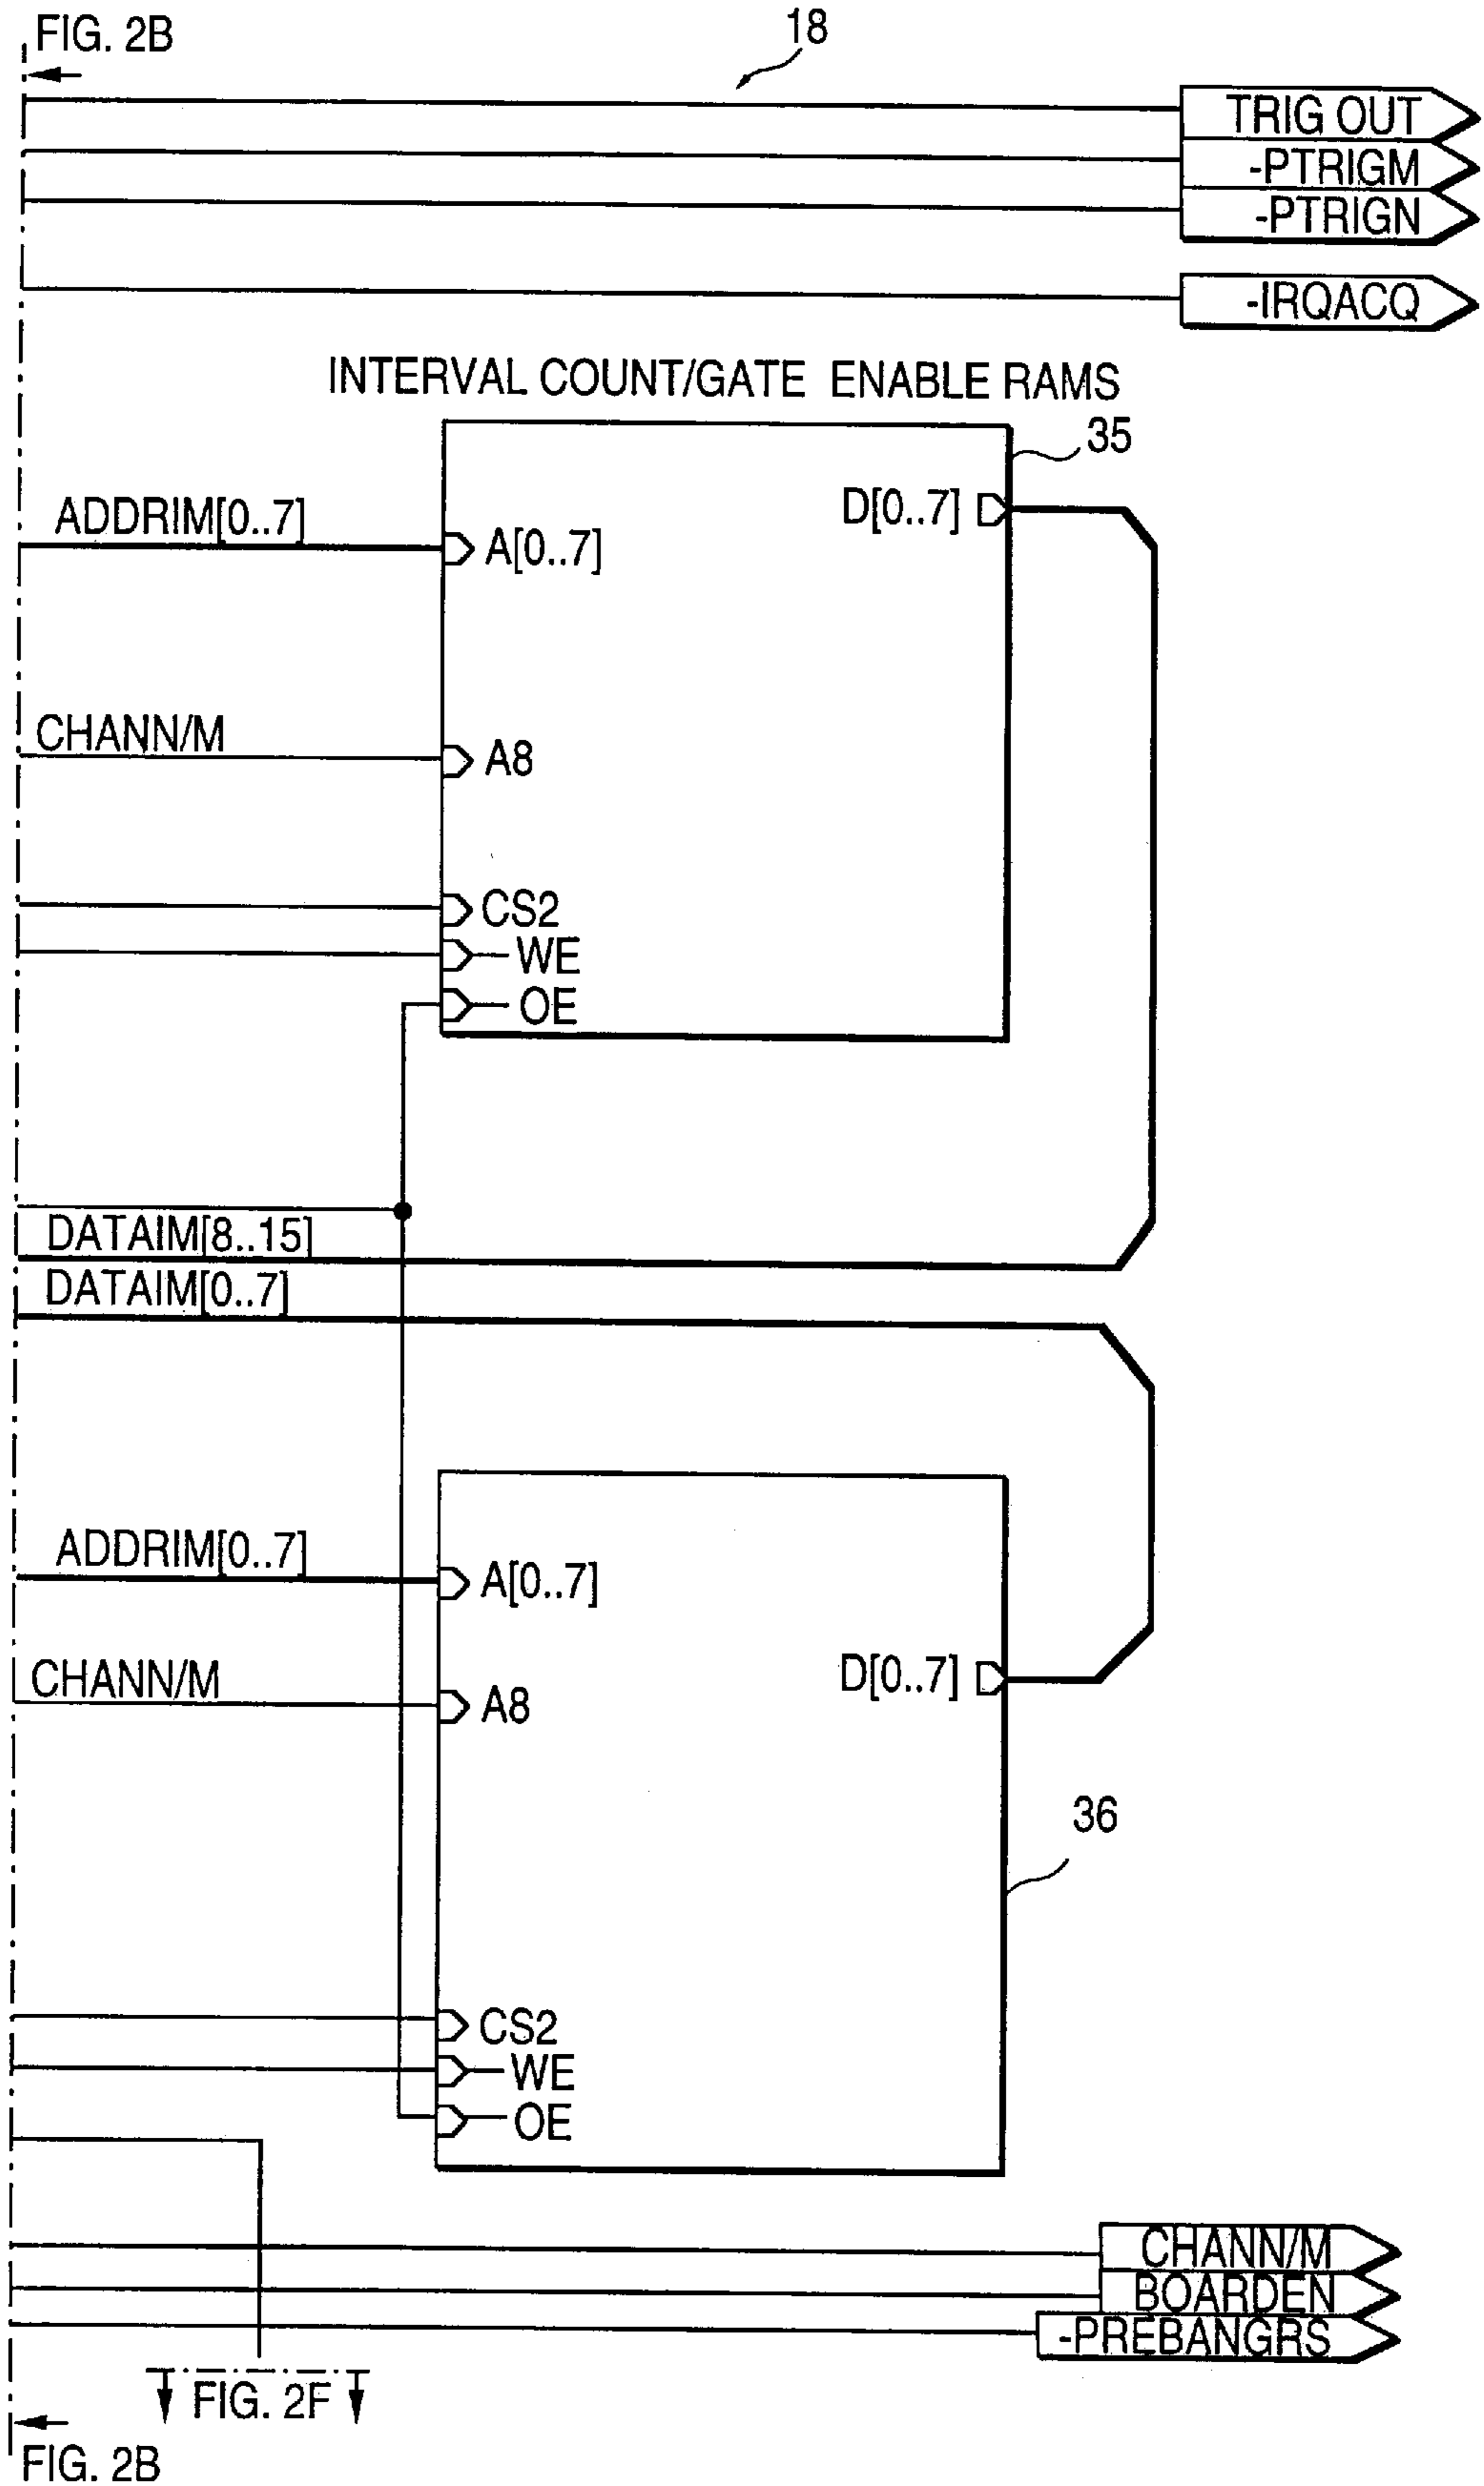 FIG. 2B
18
TRIG OUT
-PTRIGM
-PTRIGN
-IRQACQ
INTERVAL COUNT/GATE ENABLE RAMS
35
D[0..7]
ADDRIM[0..7]
A[0..7]
CHANN/M
A8
CS2
WE
OE
DATAIM[8..15]
DATAIM[0..7]
ADDRIM[0..7]
A[0..7]
CHANN/M
D[0..7]
A8
36
CS2
WE
OE
CHANN/M
BOARDEN
-PREBANGRS
FIG. 2F
FIG. 2B